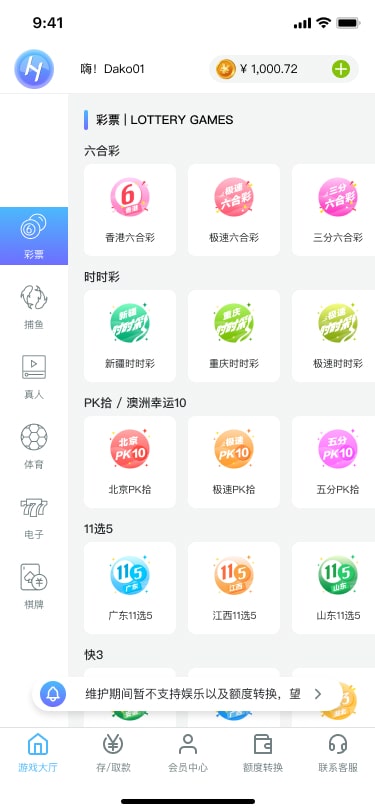 9:41
嗨！Dako01
¥ 1,000.72
彩票 | LOTTERY GAMES
六合彩
6
香港
极速
六合彩
三分
六合彩
香港六合彩
极速六合彩
三分六合彩
彩票
时时彩
新疆
时时彩
重庆
时时彩
极速
时时彩
新疆时时彩
重庆时时彩
极速时时彩
捕鱼
真人
PK拾 / 澳洲幸运10
北京
PK10
极速
PK10
五分
PK10
北京PK拾
极速PK拾
五分PK拾
体育
电子
11选5
11 5
广东
11 5
江西
11 5
山东
广东11选5
江西11选5
山东11选5
棋牌
快3
维护期间暂不支持娱乐以及额度转换，望
游戏大厅
存/取款
会员中心
额度转换
联系客服